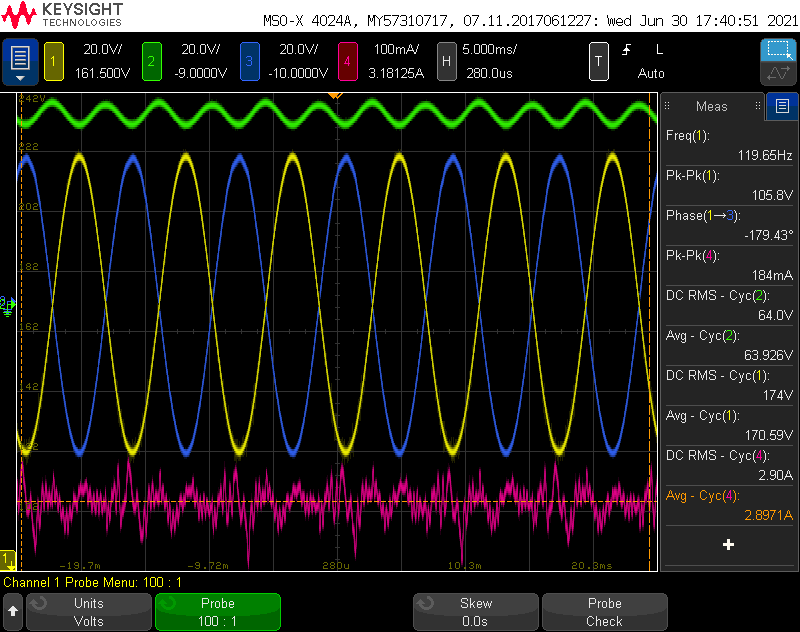 KEYSIGHT
TECHNOLOGIES
MSO-X 4024A, MY57310717, 07.11.2017061227: Wed Jun 30 17:40:51 2021
1 20.0V/ 2 20.0V/ 3 20.0V/ 4 100mA/ H 5.000ms/ T L
161.500V -9.0000V -10.0000V 3.18125A 280.0us Auto
242V
222
202
182
162
142
-19.7m -9.72m 280u 10.3m 20.3ms
Meas
Freq(1):
119.65Hz
Pk-Pk(1):
105.8V
Phase(1→3):
-179.43°
Pk-Pk(4):
184mA
DC RMS - Cyc(2):
64.0V
Avg - Cyc(2):
63.926V
DC RMS - Cyc(1):
174V
Avg - Cyc(1):
170.59V
DC RMS - Cyc(4):
2.90A
Avg - Cyc(4):
2.8971A
Channel 1 Probe Menu: 100 : 1
Units Probe Skew Probe
Volts 100 : 1 0.0s Check